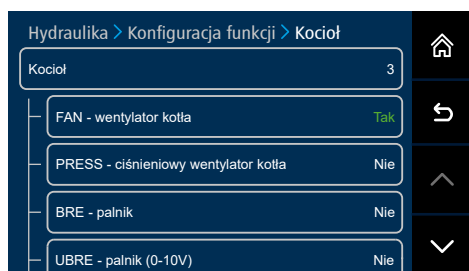 Hydraulika > Konfiguracja funkcji > Kocioł
Kocioł 3
FAN - wentylator kotła Tak
PRESS - ciśnieniowy wentylator kotła Nie
BRE - palnik Nie
UBRE - palnik (0-10V) Nie